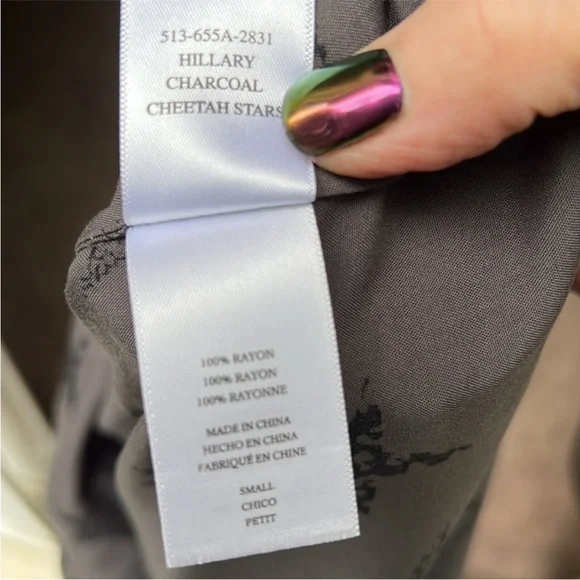 513-655A-2831
HILLARY
CHARCOAL
CHEETAH STARS
100% RAYON
100% RAYON
100% RAYONNE
MADE IN CHINA
HECHO EN CHINA
FABRIQUÉ EN CHINE
SMALL
CHICO
PETIT